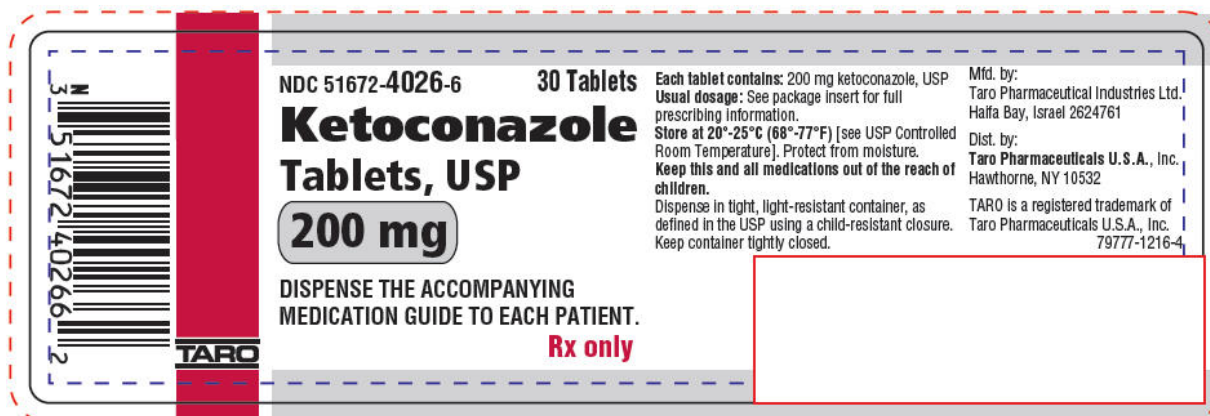 N
3 51672 40266 2
TARO
NDC 51672-4026-6 30 Tablets
Ketoconazole
Tablets, USP
200 mg
DISPENSE THE ACCOMPANYING
MEDICATION GUIDE TO EACH PATIENT.
Rx only
Each tablet contains: 200 mg ketoconazole, USP
Usual dosage: See package insert for full
prescribing information.
Store at 20°-25°C (68°-77°F) [see USP Controlled
Room Temperature]. Protect from moisture.
Keep this and all medications out of the reach of
children.
Dispense in tight, light-resistant container, as
defined in the USP using a child-resistant closure.
Keep container tightly closed.
Mfd. by:
Taro Pharmaceutical Industries Ltd.
Haifa Bay, Israel 2624761
Dist. by:
Taro Pharmaceuticals U.S.A., Inc.
Hawthorne, NY 10532
TARO is a registered trademark of
Taro Pharmaceuticals U.S.A., Inc.
79777-1216-4